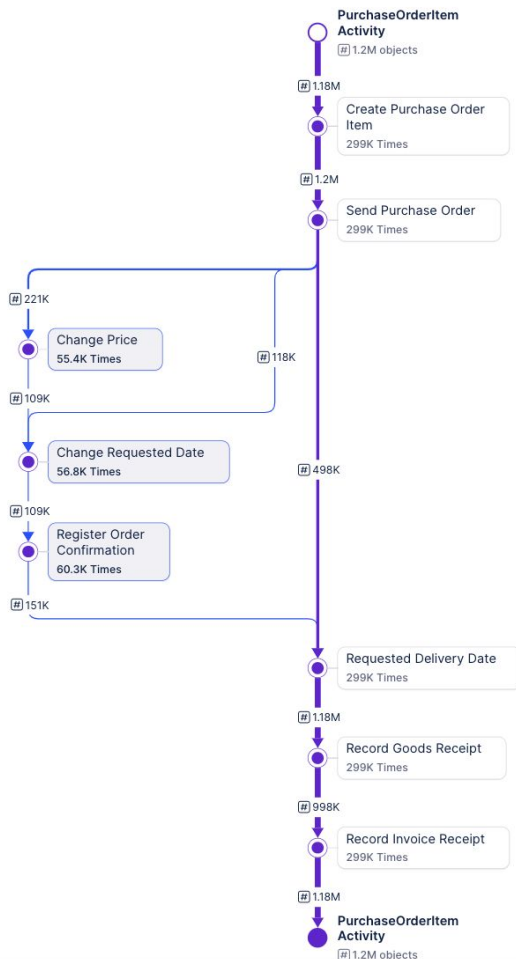 PurchaseOrderItem
Activity
# 1.2M objects
# 1.18M
Create Purchase Order
Item
299K Times
# 1.2M
Send Purchase Order
299K Times
# 221K
Change Price
55.4K Times
# 118K
# 109K
Change Requested Date
56.8K Times
# 498K
# 109K
Register Order
Confirmation
60.3K Times
# 151K
Requested Delivery Date
299K Times
# 1.18M
Record Goods Receipt
299K Times
# 998K
Record Invoice Receipt
299K Times
# 1.18M
PurchaseOrderItem
Activity
# 1.2M objects